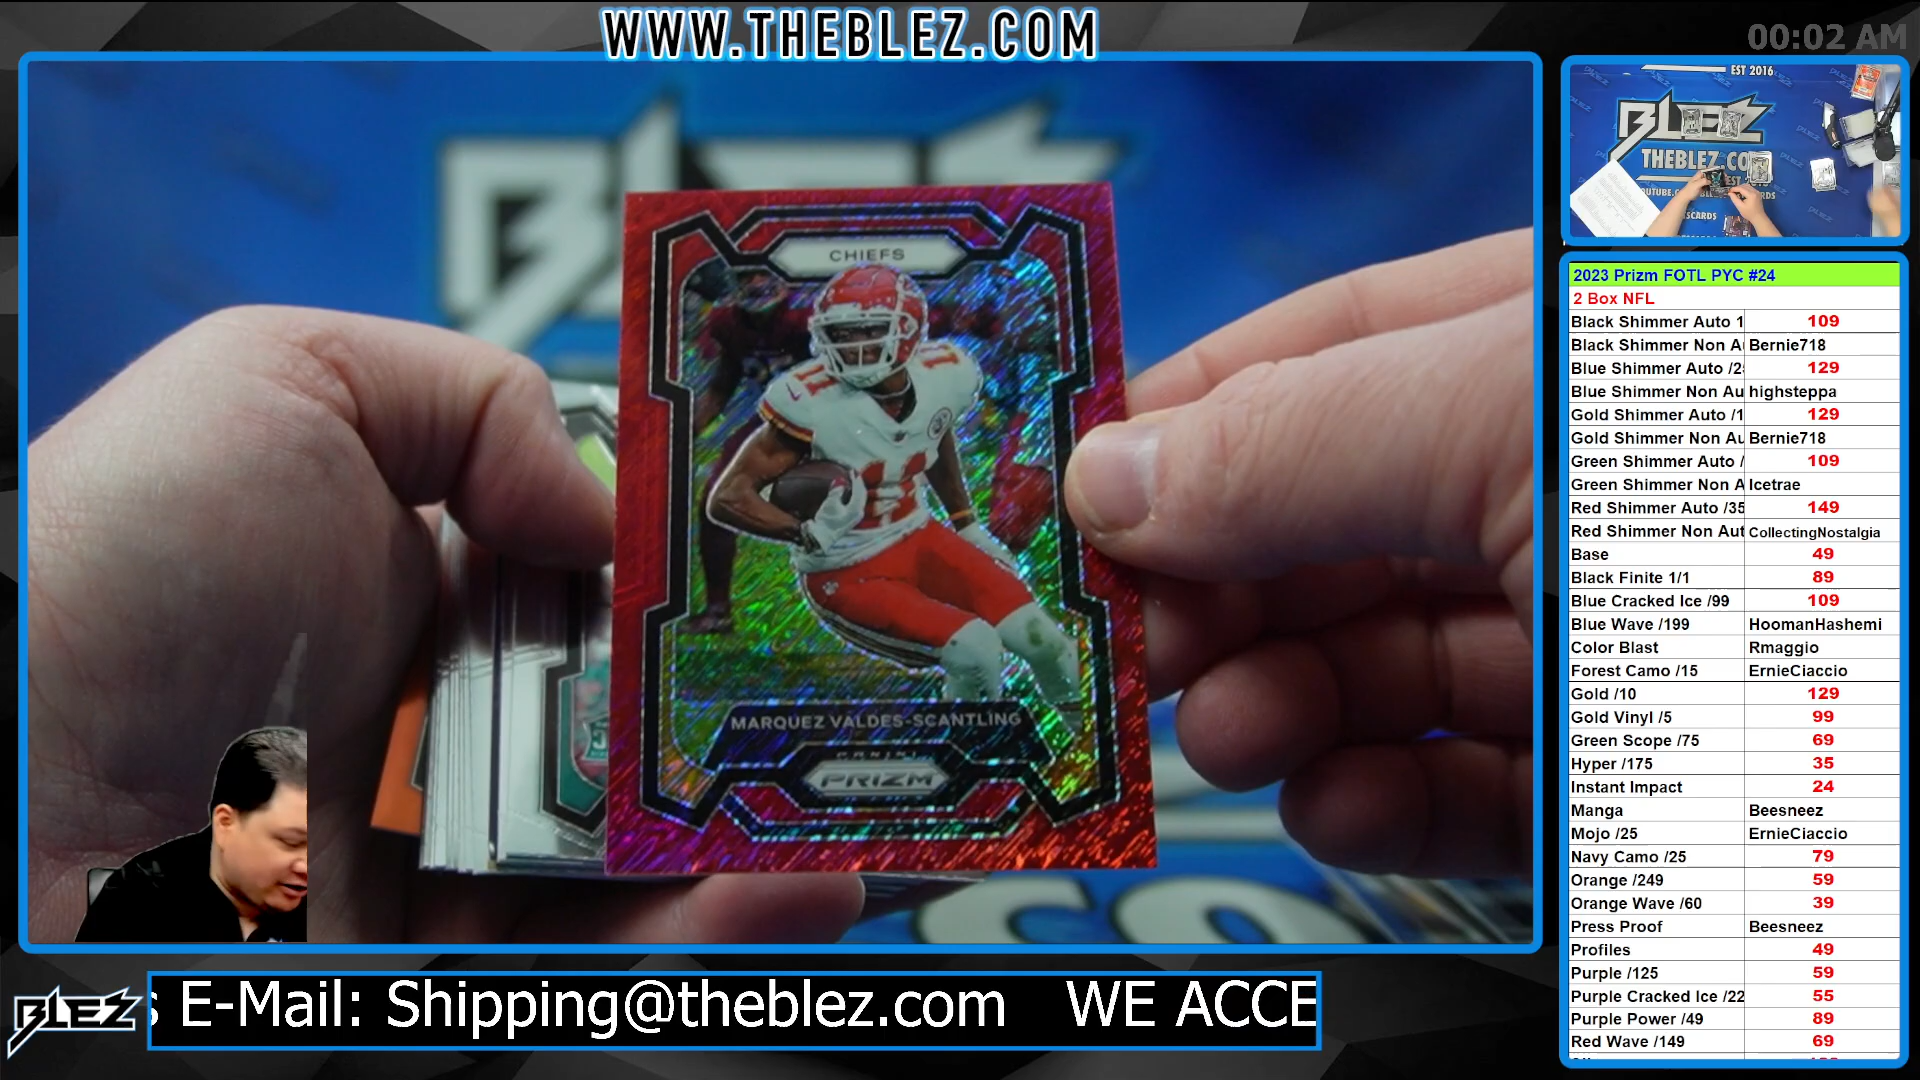 WWW.THEBLEZ.COM
00:02 AM
EST 2016
BLEZ
THEBLEZ.CO
CHIEFS
11
11
MARQUEZ VALDES-SCANTLING
PANINI
PRIZM
2023 Prizm FOTL PYC #24
2 Box NFL
Black Shimmer Auto 1 109
Black Shimmer Non Au Bernie718
Blue Shimmer Auto /2 129
Blue Shimmer Non Au highsteppa
Gold Shimmer Auto /1 129
Gold Shimmer Non Au Bernie718
Green Shimmer Auto / 109
Green Shimmer Non A Icetrae
Red Shimmer Auto /35 149
Red Shimmer Non Aut CollectingNostalgia
Base 49
Black Finite 1/1 89
Blue Cracked Ice /99 109
Blue Wave /199 HoomanHashemi
Color Blast Rmaggio
Forest Camo /15 ErnieCiaccio
Gold /10 129
Gold Vinyl /5 99
Green Scope /75 69
Hyper /175 35
Instant Impact 24
Manga Beesneez
Mojo /25 ErnieCiaccio
Navy Camo /25 79
Orange /249 59
Orange Wave /60 39
Press Proof Beesneez
Profiles 49
Purple /125 59
Purple Cracked Ice /22 55
Purple Power /49 89
Red Wave /149 69
BLEZ
s E-Mail: Shipping@theblez.com WE ACCE